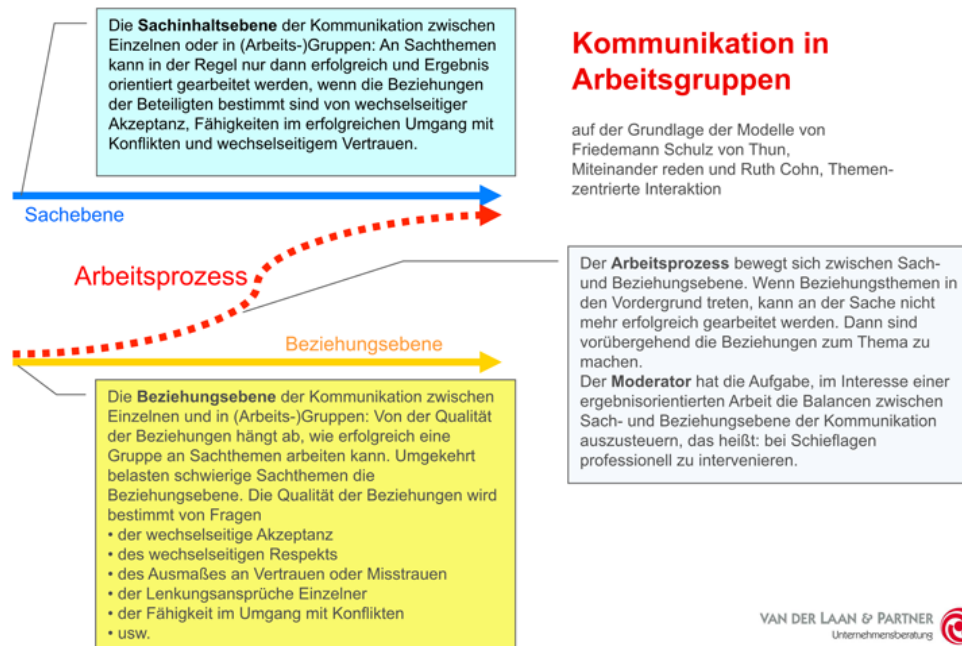 Die Sachinhaltsebene der Kommunikation zwischen
Einzelnen oder in (Arbeits-)Gruppen: An Sachthemen
kann in der Regel nur dann erfolgreich und Ergebnis
orientiert gearbeitet werden, wenn die Beziehungen
der Beteiligten bestimmt sind von wechselseitiger
Akzeptanz, Fähigkeiten im erfolgreichen Umgang mit
Konflikten und wechselseitigem Vertrauen.
Kommunikation in
Arbeitsgruppen
auf der Grundlage der Modelle von
Friedemann Schulz von Thun,
Miteinander reden und Ruth Cohn, Themen-
zentrierte Interaktion
Sachebene
Arbeitsprozess
Beziehungsebene
Der Arbeitsprozess bewegt sich zwischen Sach-
und Beziehungsebene. Wenn Beziehungsthemen in
den Vordergrund treten, kann an der Sache nicht
mehr erfolgreich gearbeitet werden. Dann sind
vorübergehend die Beziehungen zum Thema zu
machen.
Der Moderator hat die Aufgabe, im Interesse einer
ergebnisorientierten Arbeit die Balancen zwischen
Sach- und Beziehungsebene der Kommunikation
auszusteuern, das heißt: bei Schieflagen
professionell zu intervenieren.
Die Beziehungsebene der Kommunikation zwischen
Einzelnen und in (Arbeits-)Gruppen: Von der Qualität
der Beziehungen hängt ab, wie erfolgreich eine
Gruppe an Sachthemen arbeiten kann. Umgekehrt
belasten schwierige Sachthemen die
Beziehungsebene. Die Qualität der Beziehungen wird
bestimmt von Fragen
• der wechselseitige Akzeptanz
• des wechselseitigen Respekts
• des Ausmaßes an Vertrauen oder Misstrauen
• der Lenkungsansprüche Einzelner
• der Fähigkeit im Umgang mit Konflikten
• usw.
VAN DER LAAN & PARTNER
Unternehmensberatung